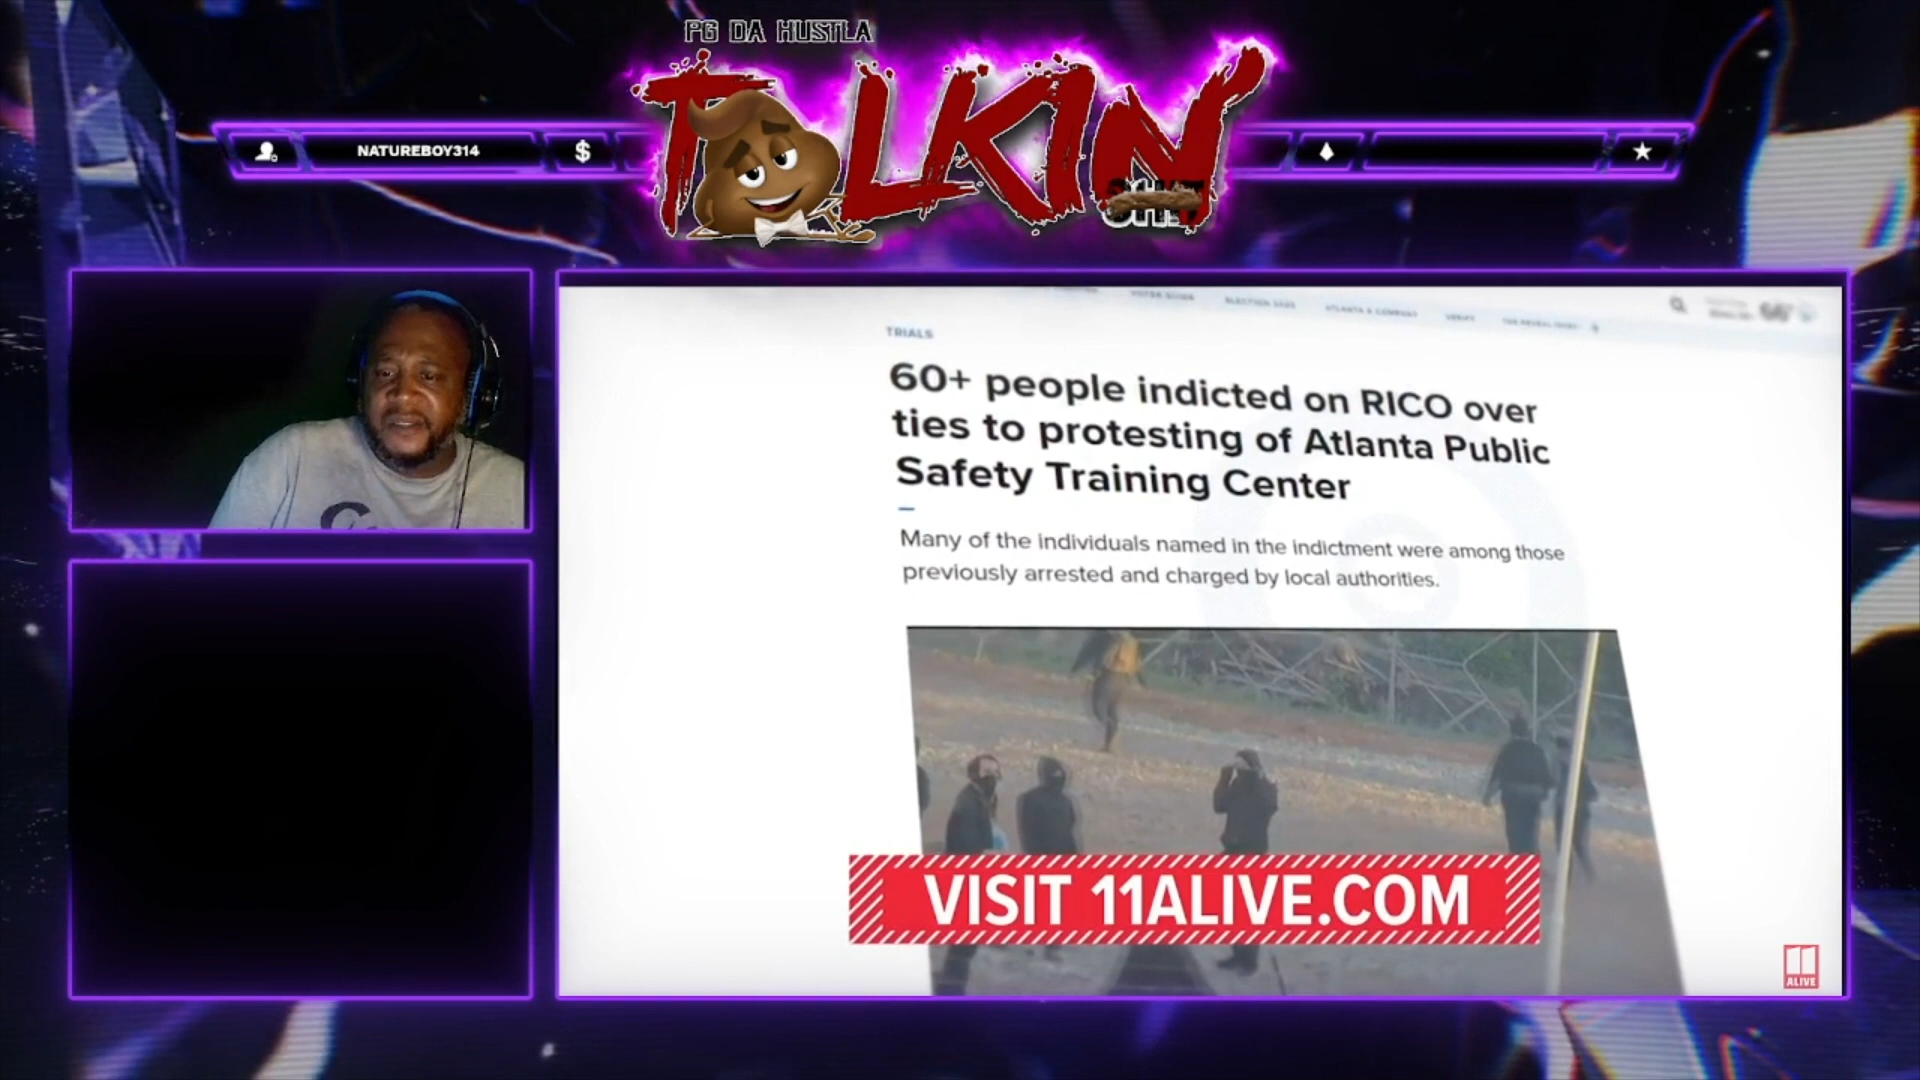 PG DA HUSTLA
TALKIN
NATUREBOY314
$
TRIALS
60+ people indicted on RICO over
ties to protesting of Atlanta Public
Safety Training Center
Many of the individuals named in the indictment were among those
previously arrested and charged by local authorities.
VISIT 11ALIVE.COM
11
ALIVE